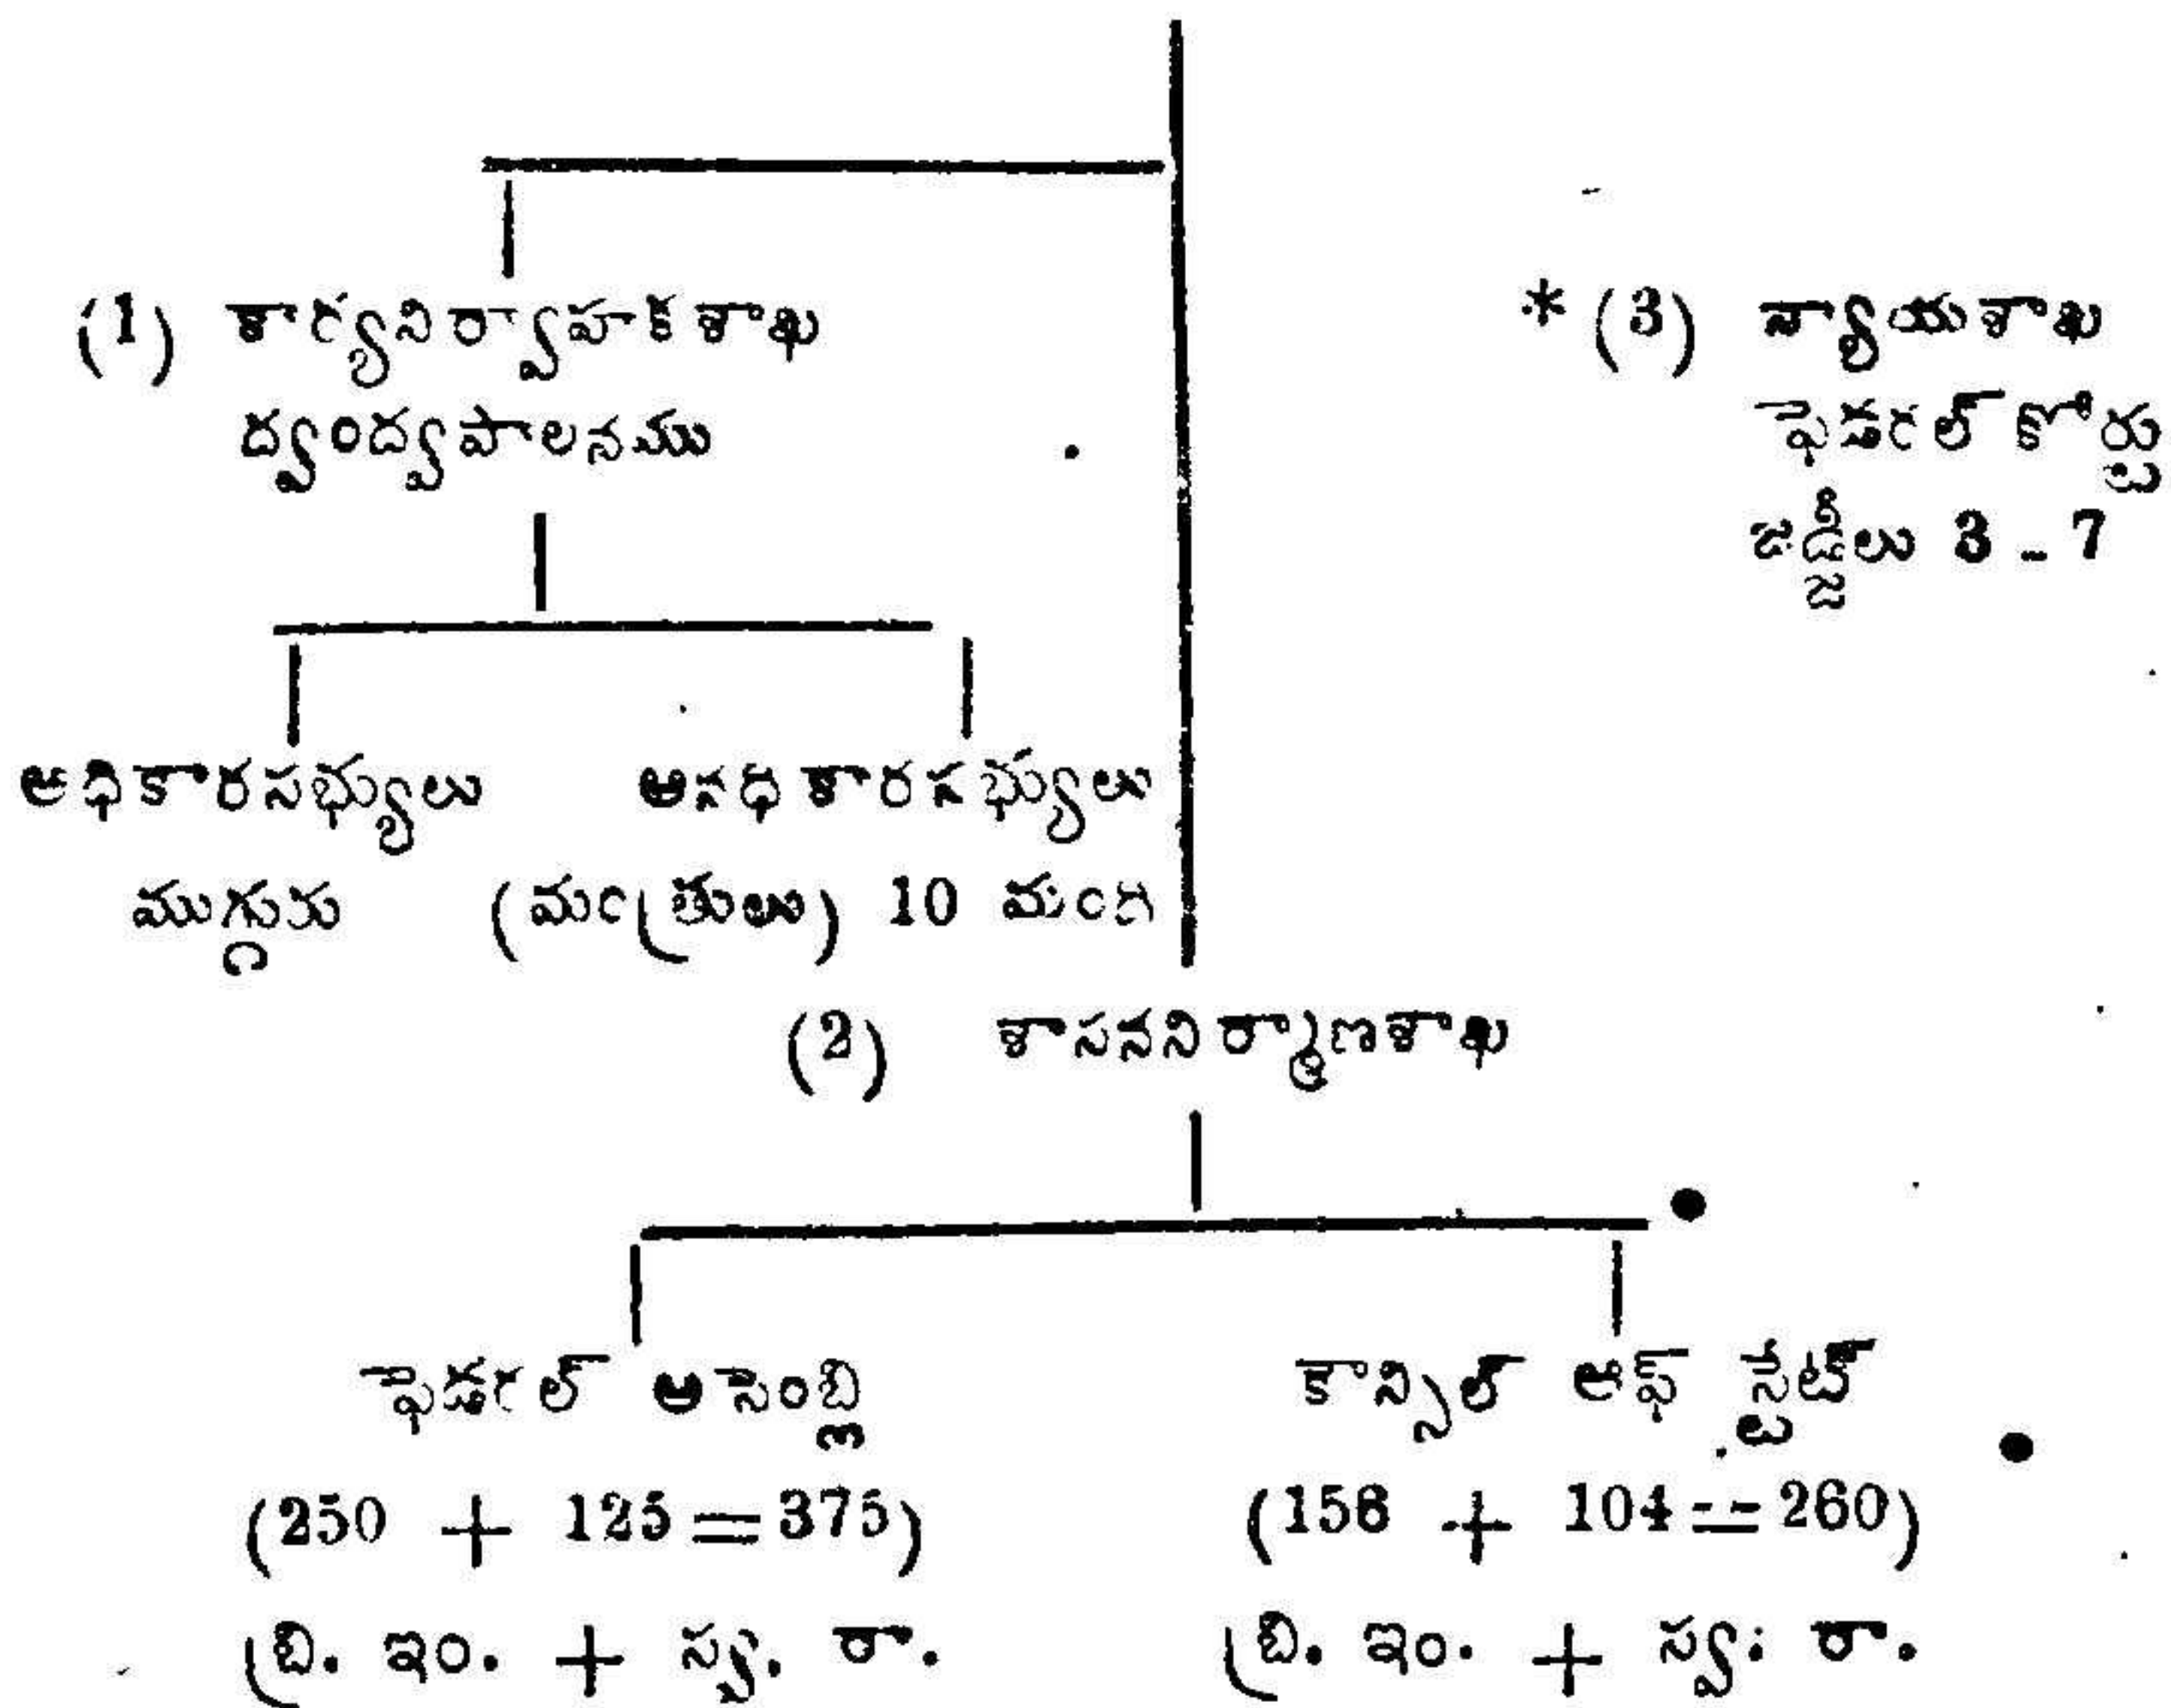 (1) కార్యనిర్వాహకశాఖ
ద్వంద్వపాలనము
* (3) న్యాయశాఖ
ఫెడరల్ కోర్టు
జడ్జీలు 3 - 7
అధికారసభ్యులు
ముగ్గురు
అనధికారసభ్యులు
(మంత్రులు) 10 మంది
(2) శాసననిర్మాణశాఖ
ఫెడరల్ అసెంబ్లి
(250 + 125 = 375)
బ్రి. ఇం. + స్వ. రా.
కాన్సిల్ ఆఫ్ స్టేట్
(156 + 104 = 260)
బ్రి. ఇం. + స్వ. రా.